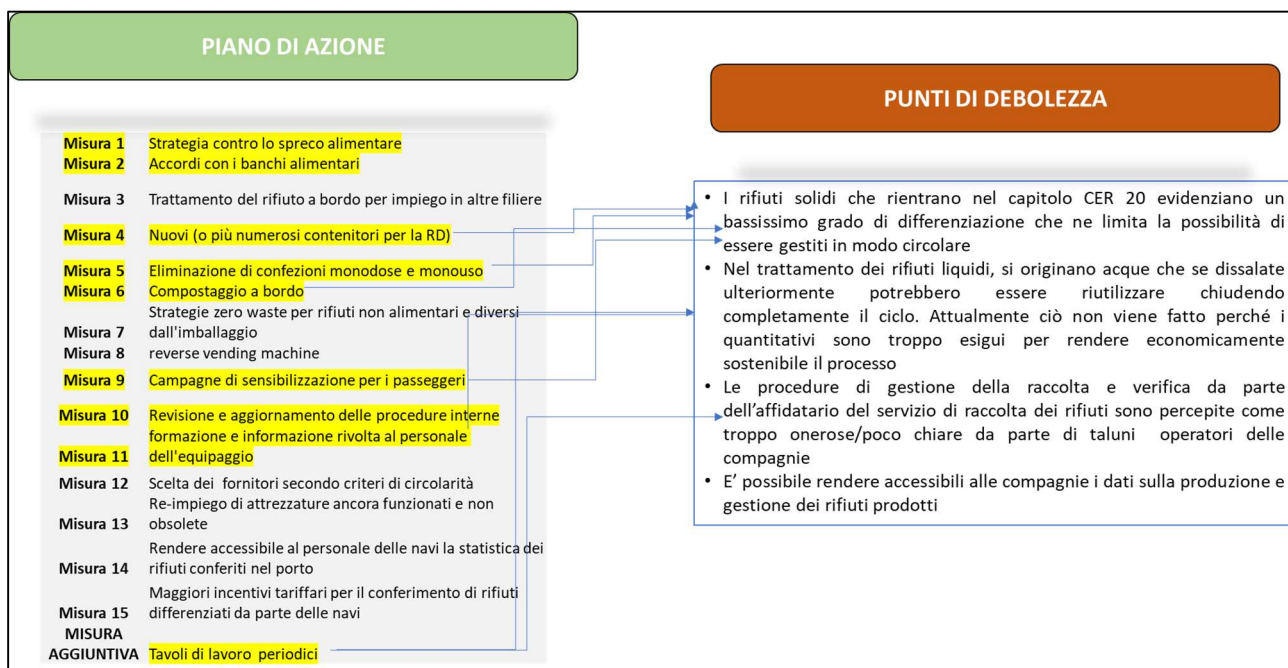 PIANO DI AZIONE
Misura 1 Strategia contro lo spreco alimentare
Misura 2 Accordi con i banchi alimentari
Misura 3 Trattamento del rifiuto a bordo per impiego in altre filiere
Misura 4 Nuovi (o più numerosi contenitori per la RD)
Misura 5 Eliminazione di confezioni monodose e monouso
Misura 6 Compostaggio a bordo
Strategie zero waste per rifiuti non alimentari e diversi
Misura 7 dall'imballaggio
Misura 8 reverse vending machine
Misura 9 Campagne di sensibilizzazione per i passeggeri
Misura 10 Revisione e aggiornamento delle procedure interne
formazione e informazione rivolta al personale
Misura 11 dell'equipaggio
Misura 12 Scelta dei fornitori secondo criteri di circolarità
Re-impiego di attrezzature ancora funzionati e non
Misura 13 obsolete
Rendere accessibile al personale delle navi la statistica dei
Misura 14 rifiuti conferiti nel porto
Maggiori incentivi tariffari per il conferimento di rifiuti
Misura 15 differenziati da parte delle navi
MISURA
AGGIUNTIVA Tavoli di lavoro periodici
PUNTI DI DEBOLEZZA
• I rifiuti solidi che rientrano nel capitolo CER 20 evidenziano un
bassissimo grado di differenziazione che ne limita la possibilità di
essere gestiti in modo circolare
• Nel trattamento dei rifiuti liquidi, si originano acque che se dissalate
ulteriormente potrebbero essere riutilizzare chiudendo
completamente il ciclo. Attualmente ciò non viene fatto perché i
quantitativi sono troppo esigui per rendere economicamente
sostenibile il processo
• Le procedure di gestione della raccolta e verifica da parte
dell'affidatario del servizio di raccolta dei rifiuti sono percepite come
troppo onerose/poco chiare da parte di taluni operatori delle
compagnie
• E' possibile rendere accessibili alle compagnie i dati sulla produzione e
gestione dei rifiuti prodotti